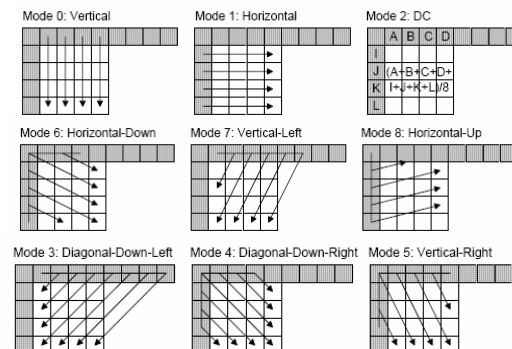 Mode 0: Vertical
Mode 1: Horizontal
Mode 2: DC
A B C D
I
J (A+B+C+D+
K I+J+K+L)/8
L
Mode 6: Horizontal-Down
Mode 7: Vertical-Left
Mode 8: Horizontal-Up
Mode 3: Diagonal-Down-Left
Mode 4: Diagonal-Down-Right
Mode 5: Vertical-Right